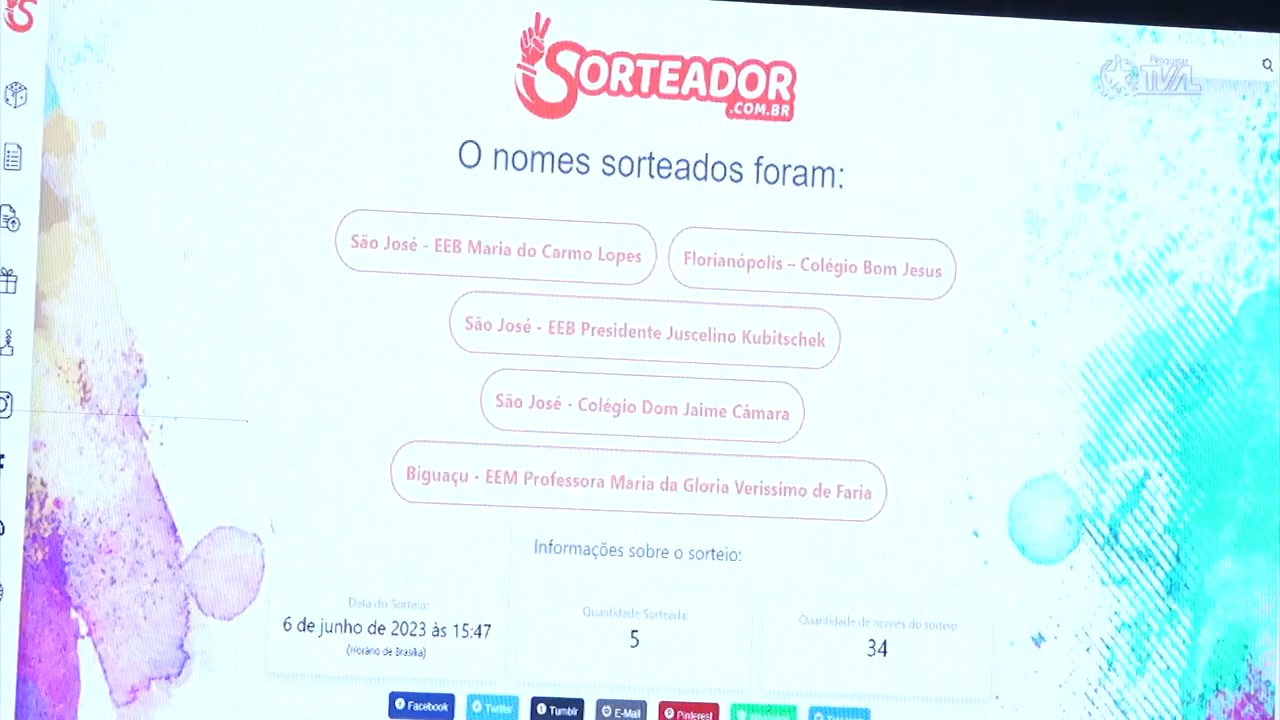 SORTEADOR
.COM.BR
Pesquisar
TVAL
O nomes sorteados foram:
São José - EEB Maria do Carmo Lopes
Florianópolis – Colégio Bom Jesus
São José - EEB Presidente Juscelino Kubitschek
São José - Colégio Dom Jaime Câmara
Biguaçu - EEM Professora Maria da Gloria Verissimo de Faria
Informações sobre o sorteio:
Data do Sorteio:
6 de junho de 2023 às 15:47
(Horário de Brasília)
Quantidade Sorteada:
5
Quantidade de nomes do sorteio
34
Facebook
Twitter
Tumblr
E-Mail
Pinterest